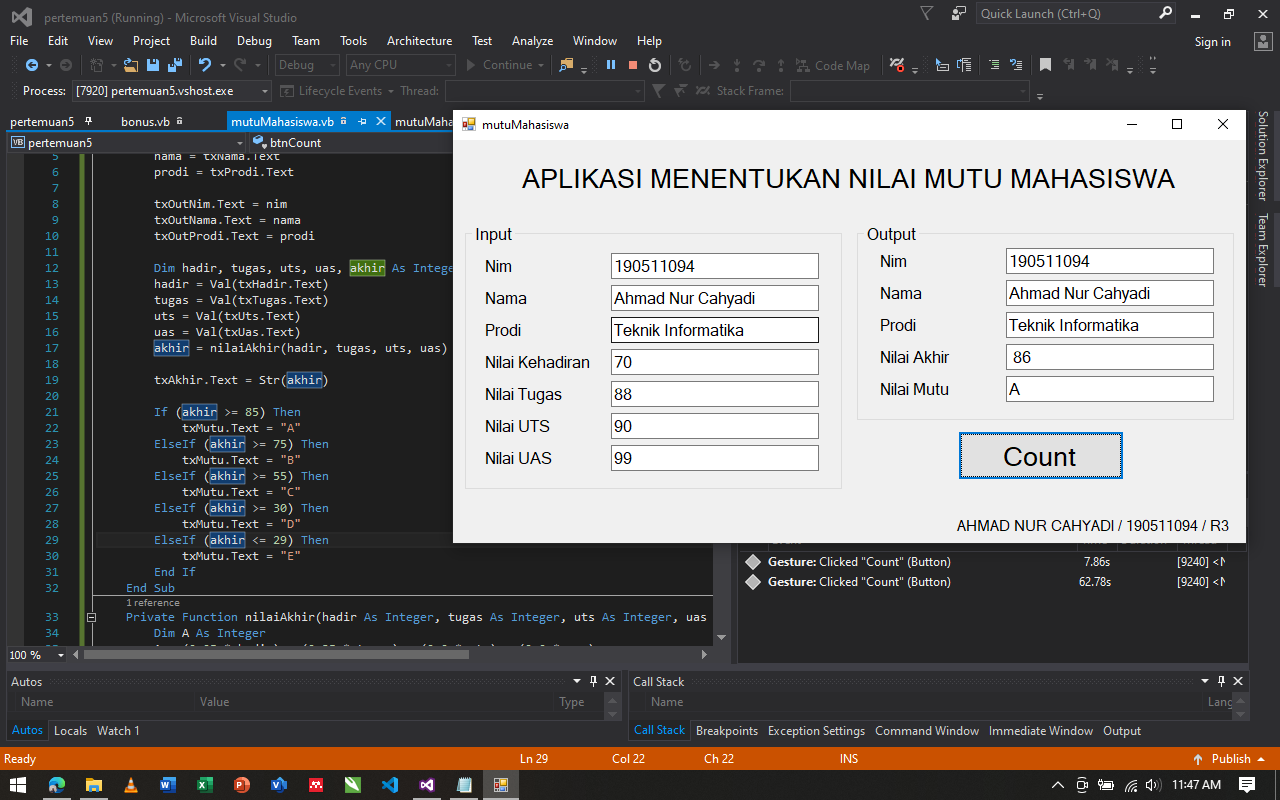 pertemuan5 (Running) - Microsoft Visual Studio
Quick Launch (Ctrl+Q)
File Edit View Project Build Debug Team Tools Architecture Test Analyze Window Help
Sign in
Debug Any CPU Continue Code Map
Process: [7920] pertemuan5.vshost.exe Lifecycle Events Thread: Stack Frame:
pertemuan5 bonus.vb mutuMahasiswa.vb mutuMaha
pertemuan5 btnCount
5 nama = txNama.Text
6 prodi = txProdi.Text
7
8 txOutNim.Text = nim
9 txOutNama.Text = nama
10 txOutProdi.Text = prodi
11
12 Dim hadir, tugas, uts, uas, akhir As Intege
13 hadir = Val(txHadir.Text)
14 tugas = Val(txTugas.Text)
15 uts = Val(txUts.Text)
16 uas = Val(txUas.Text)
17 akhir = nilaiAkhir(hadir, tugas, uts, uas)
18
19 txAkhir.Text = Str(akhir)
20
21 If (akhir >= 85) Then
22 txMutu.Text = "A"
23 ElseIf (akhir >= 75) Then
24 txMutu.Text = "B"
25 ElseIf (akhir >= 55) Then
26 txMutu.Text = "C"
27 ElseIf (akhir >= 30) Then
28 txMutu.Text = "D"
29 ElseIf (akhir <= 29) Then
30 txMutu.Text = "E"
31 End If
32 End Sub
1 reference
33 Private Function nilaiAkhir(hadir As Integer, tugas As Integer, uts As Integer, uas
34 Dim A As Integer
100 %
mutuMahasiswa
APLIKASI MENENTUKAN NILAI MUTU MAHASISWA
Input
Nim 190511094
Nama Ahmad Nur Cahyadi
Prodi Teknik Informatika
Nilai Kehadiran 70
Nilai Tugas 88
Nilai UTS 90
Nilai UAS 99
Output
Nim 190511094
Nama Ahmad Nur Cahyadi
Prodi Teknik Informatika
Nilai Akhir 86
Nilai Mutu A
Count
AHMAD NUR CAHYADI / 190511094 / R3
Gesture: Clicked "Count" (Button) 7.86s [9240] <N
Gesture: Clicked "Count" (Button) 62.78s [9240] <N
Solution Explorer
Team Explorer
Autos
Name Value Type
Autos Locals Watch 1
Call Stack
Name Lang
Call Stack Breakpoints Exception Settings Command Window Immediate Window Output
Ready Ln 29 Col 22 Ch 22 INS Publish
11:47 AM